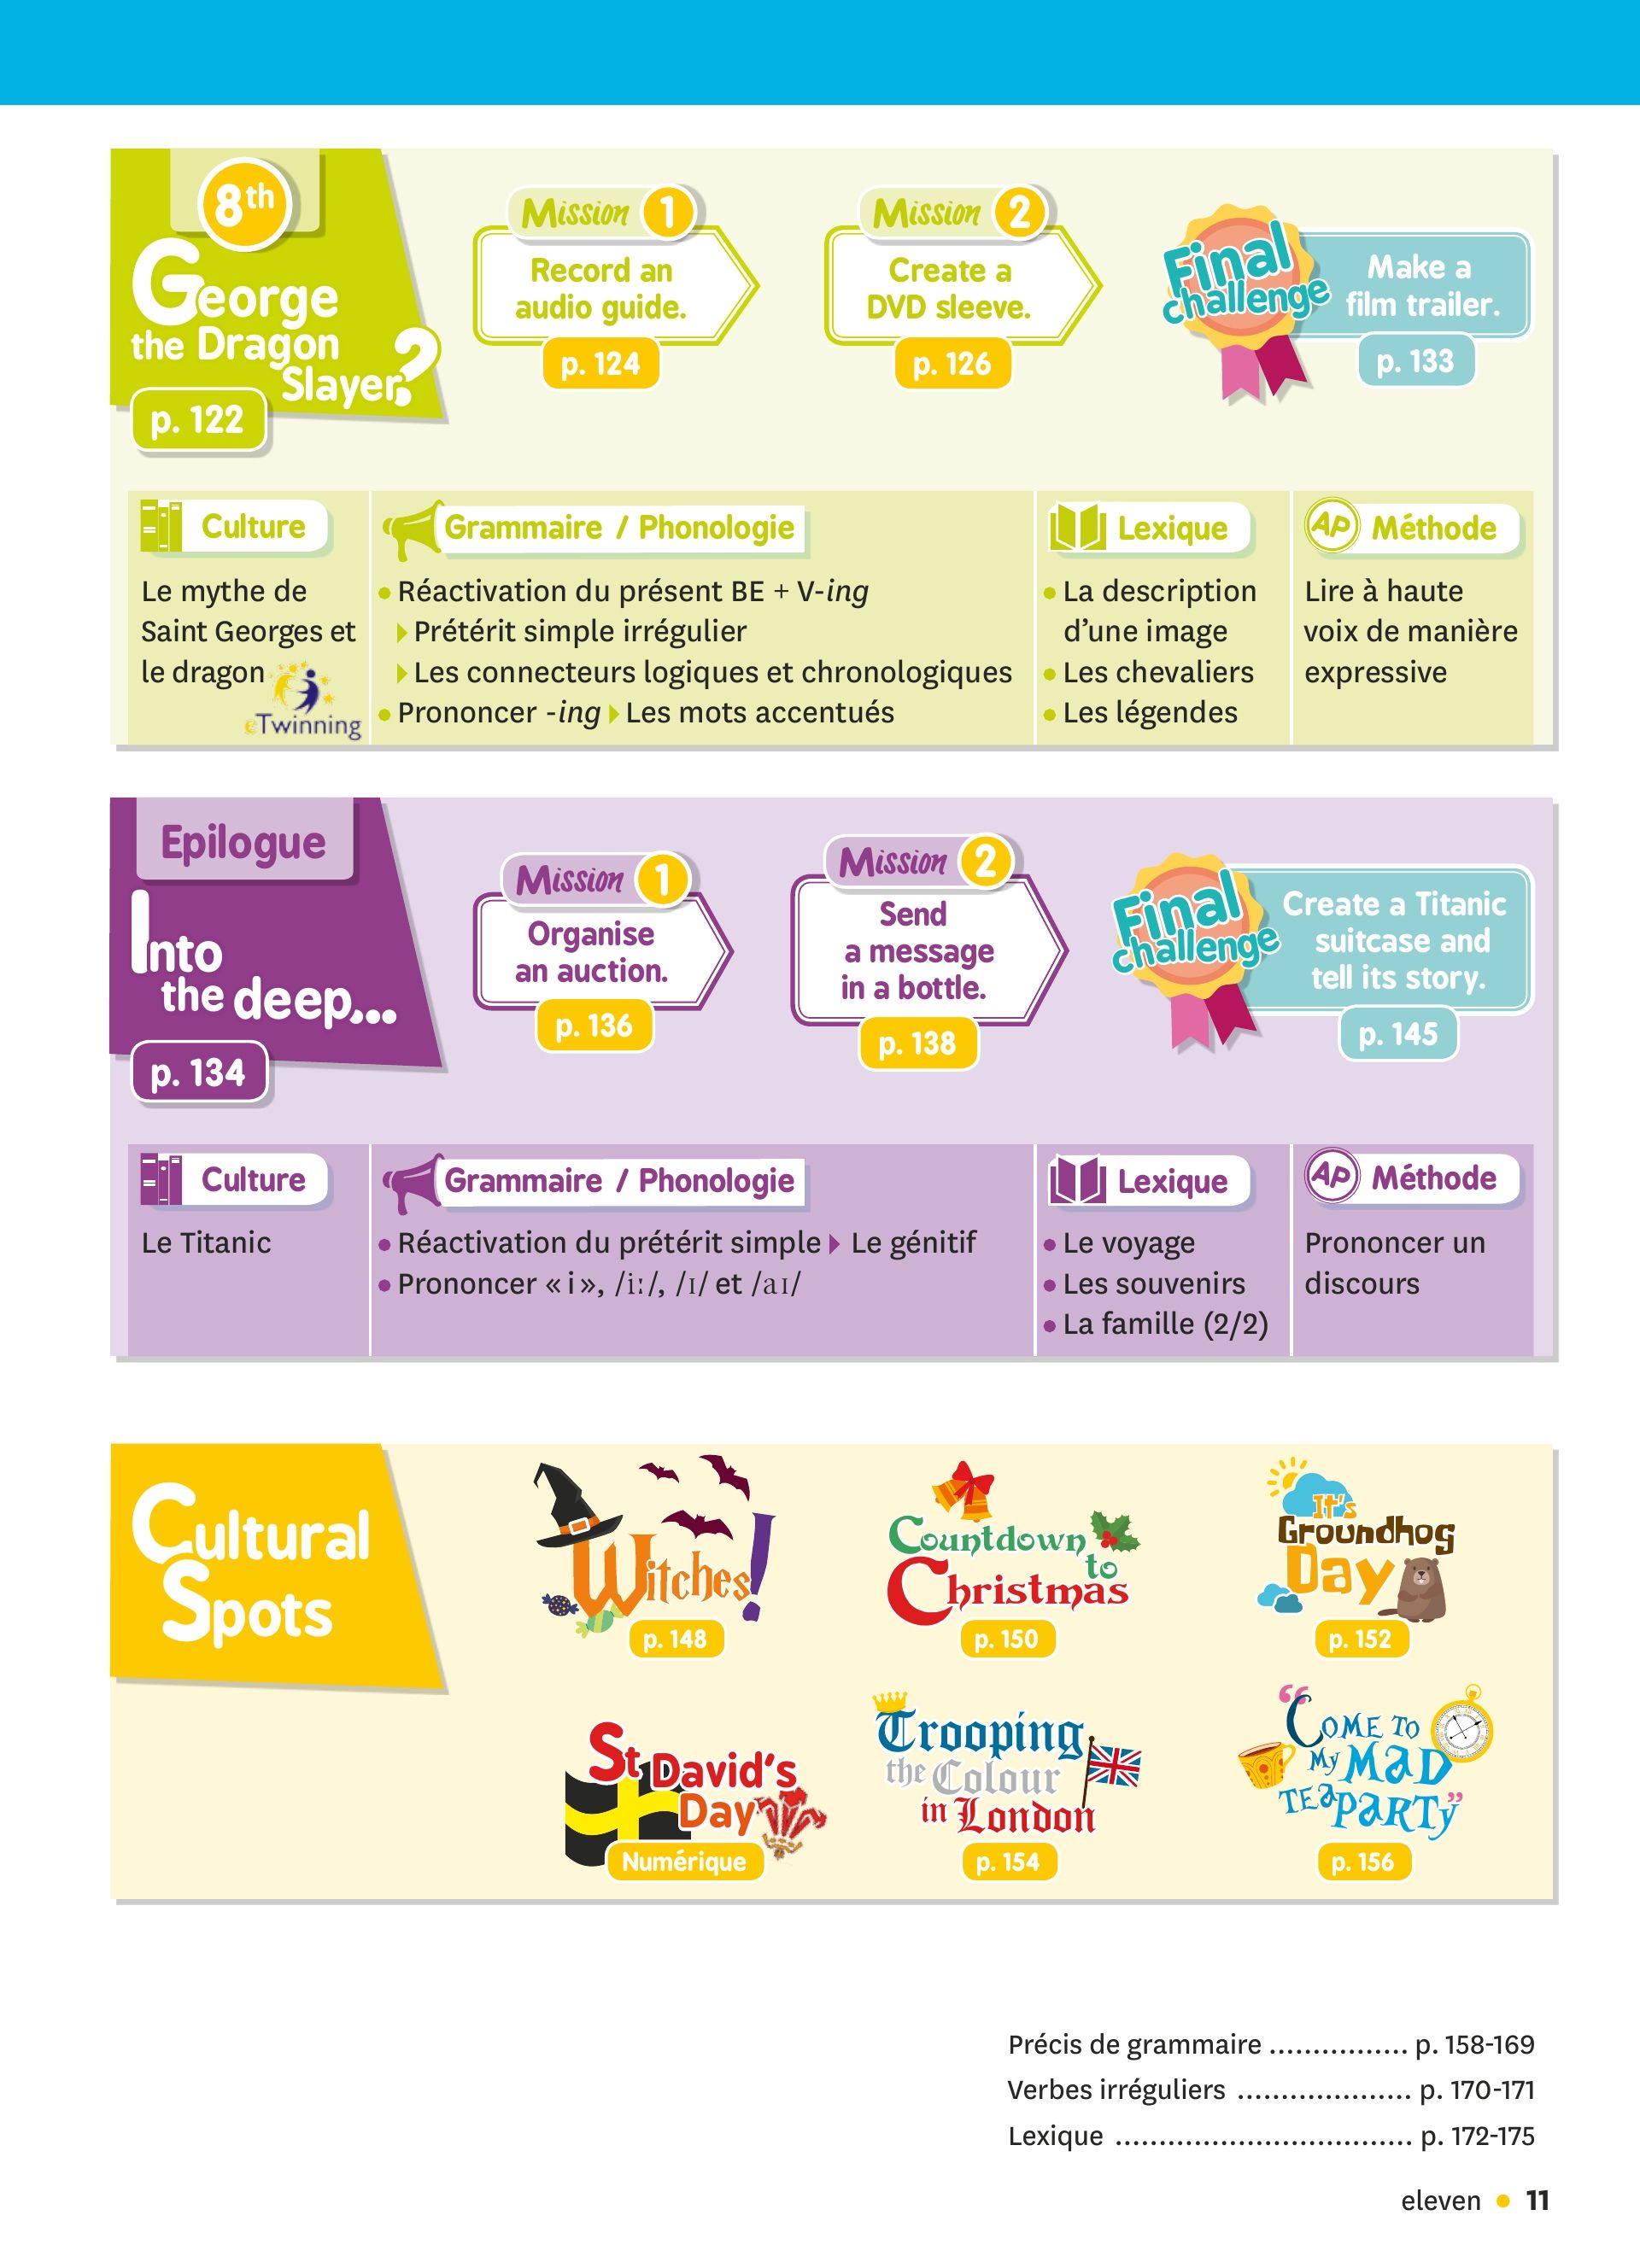 8th
George
the Dragon
Slayer?
p. 122
Mission 1
Record an
audio guide.
p. 124
Mission 2
Create a
DVD sleeve.
p. 126
Final
challenge
Make a
film trailer.
p. 133
Culture
Le mythe de
Saint Georges et
le dragon
eTwinning
Grammaire / Phonologie
• Réactivation du présent BE + V-ing
▸ Prétérit simple irrégulier
▸ Les connecteurs logiques et chronologiques
• Prononcer -ing ▸ Les mots accentués
Lexique
• La description
d’une image
• Les chevaliers
• Les légendes
AP Méthode
Lire à haute
voix de manière
expressive
Epilogue
Into
the deep...
p. 134
Mission 1
Organise
an auction.
p. 136
Mission 2
Send
a message
in a bottle.
p. 138
Final
challenge
Create a Titanic
suitcase and
tell its story.
p. 145
Culture
Le Titanic
Grammaire / Phonologie
• Réactivation du prétérit simple ▸ Le génitif
• Prononcer « i », /iː/, /ɪ/ et /aɪ/
Lexique
• Le voyage
• Les souvenirs
• La famille (2/2)
AP Méthode
Prononcer un
discours
Cultural
Spots
Witches!
p. 148
Countdown
to
Christmas
p. 150
It's
Groundhog
Day
p. 152
St David's
Day
Numérique
Trooping
the Colour
in London
p. 154
“Come to
My Mad
Tea Party”
p. 156
Précis de grammaire ................ p. 158-169
Verbes irréguliers .................... p. 170-171
Lexique .................................. p. 172-175
eleven • 11